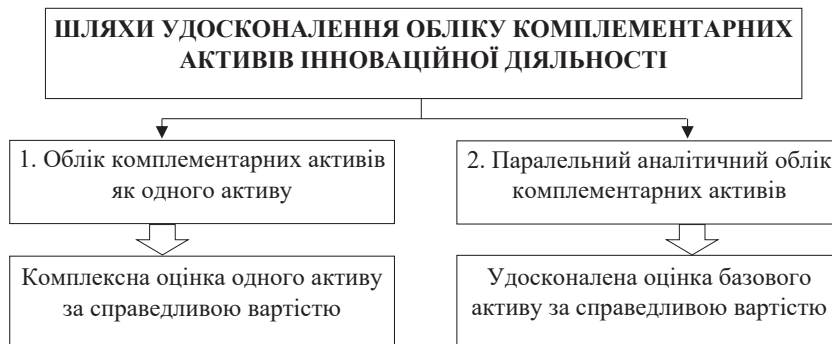 ШЛЯХИ УДОСКОНАЛЕННЯ ОБЛІКУ КОМПЛЕМЕНТАРНИХ
АКТИВІВ ІННОВАЦІЙНОЇ ДІЯЛЬНОСТІ
1. Облік комплементарних активів
як одного активу
2. Паралельний аналітичний облік
комплементарних активів
Комплексна оцінка одного активу
за справедливою вартістю
Удосконалена оцінка базового
активу за справедливою вартістю